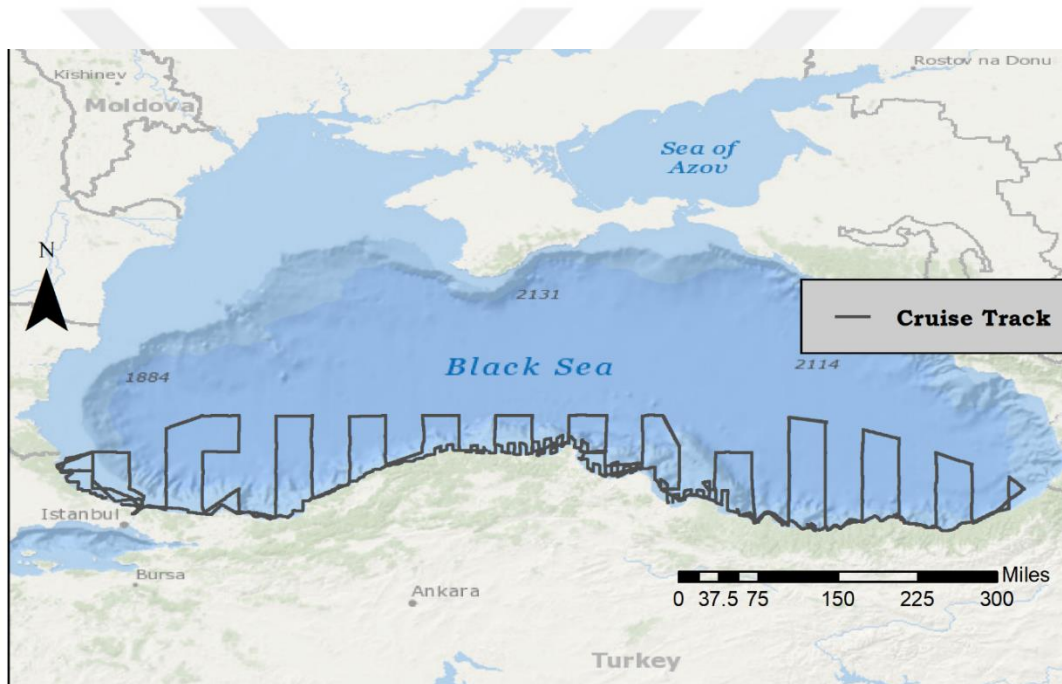 Kishinev
Moldova
Rostov na Donu
Sea of
Azov
N
2131
Cruise Track
Black Sea
2114
1884
Istanbul
Bursa
Ankara
Miles
0 37.5 75 150 225 300
Turkey